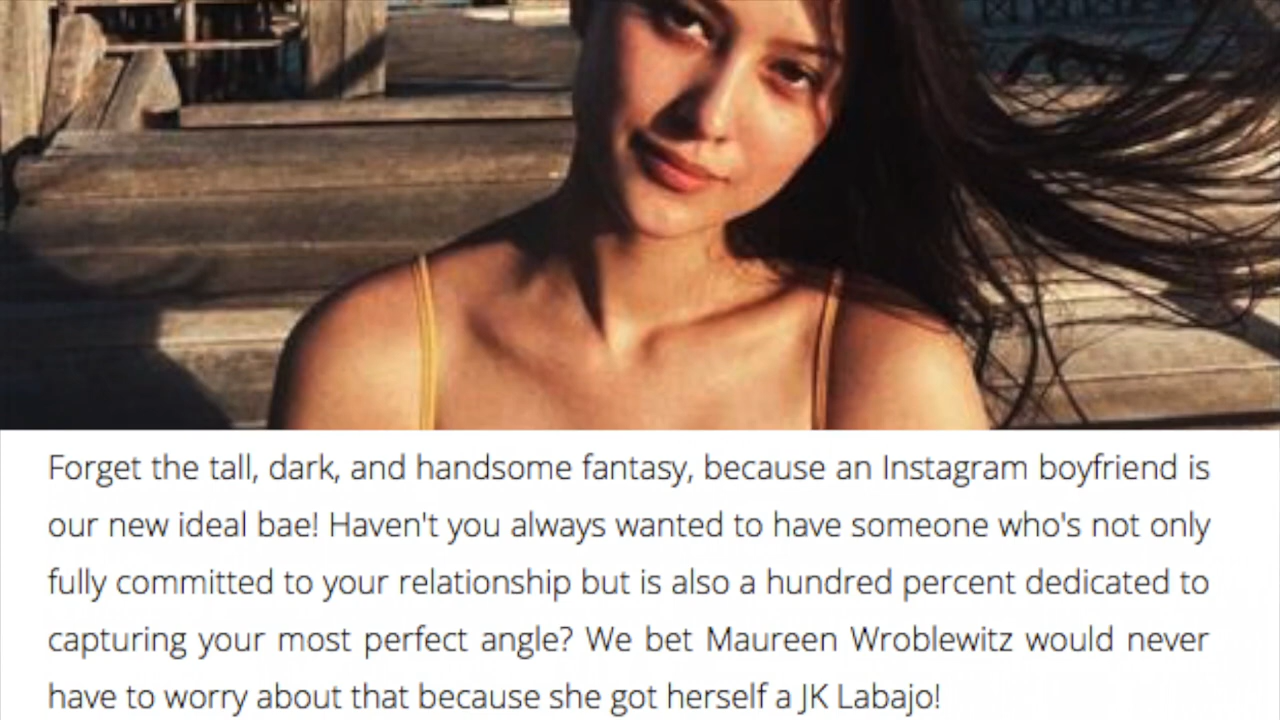 Forget the tall, dark, and handsome fantasy, because an Instagram boyfriend is
our new ideal bae! Haven't you always wanted to have someone who's not only
fully committed to your relationship but is also a hundred percent dedicated to
capturing your most perfect angle? We bet Maureen Wroblewitz would never
have to worry about that because she got herself a JK Labajo!